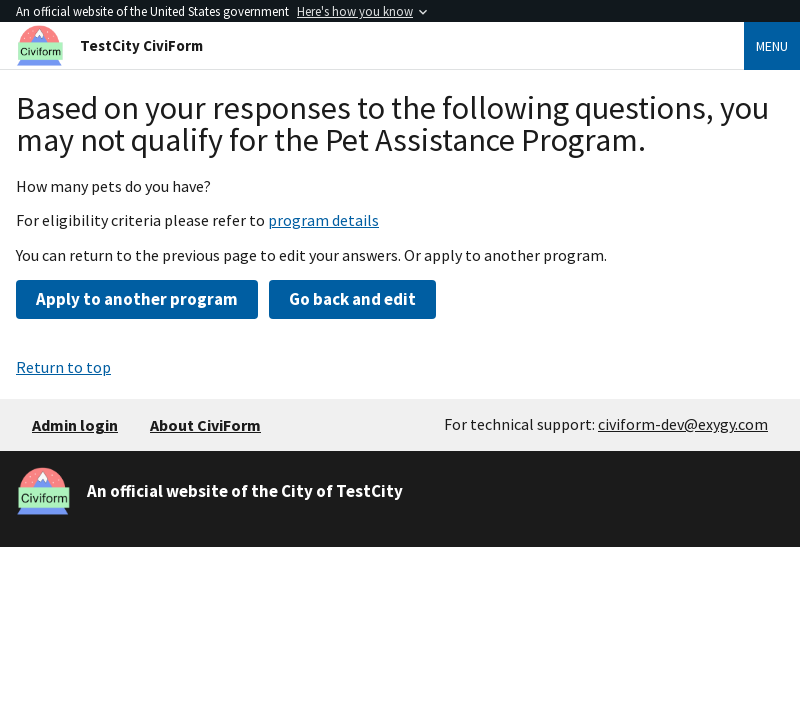 An official website of the United States government Here's how you know
Civiform
TestCity CiviForm
MENU
Based on your responses to the following questions, you
may not qualify for the Pet Assistance Program.
How many pets do you have?
For eligibility criteria please refer to program details
You can return to the previous page to edit your answers. Or apply to another program.
Apply to another program
Go back and edit
Return to top
Admin login
About CiviForm
For technical support: civiform-dev@exygy.com
Civiform
An official website of the City of TestCity